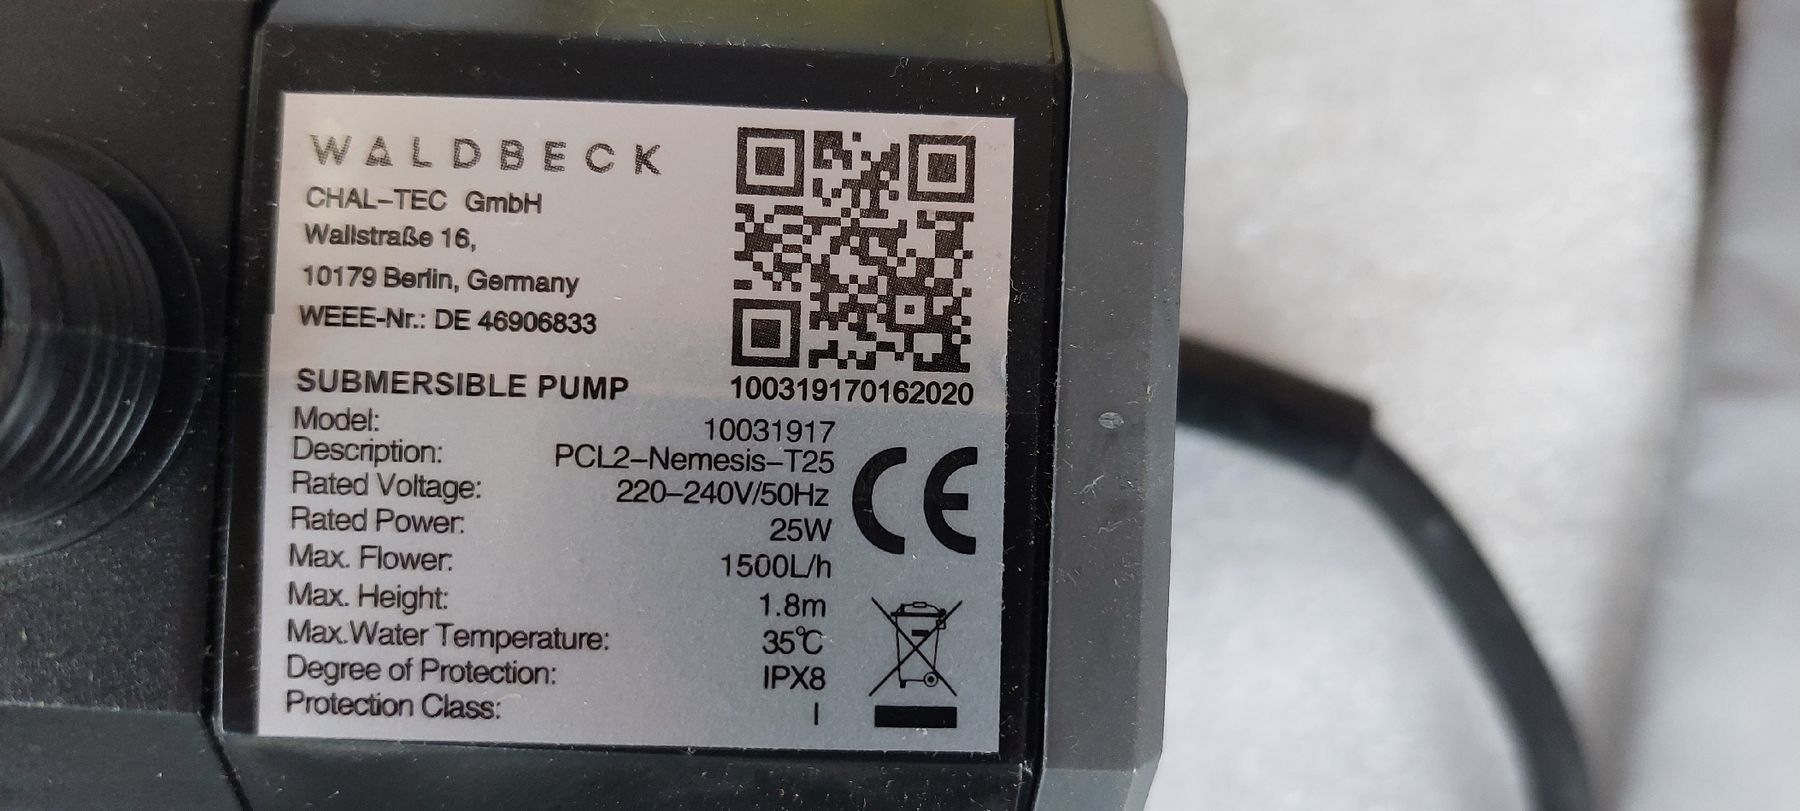 WALDBECK
CHAL-TEC GmbH
Wallstraße 16,
10179 Berlin, Germany
WEEE-Nr.: DE 46906833
100319170162020
SUBMERSIBLE PUMP
Model: 10031917
Description: PCL2-Nemesis-T25
Rated Voltage: 220-240V/50Hz
Rated Power: 25W
Max. Flower: 1500L/h
Max. Height: 1.8m
Max.Water Temperature: 35℃
Degree of Protection: IPX8
Protection Class: I
CE